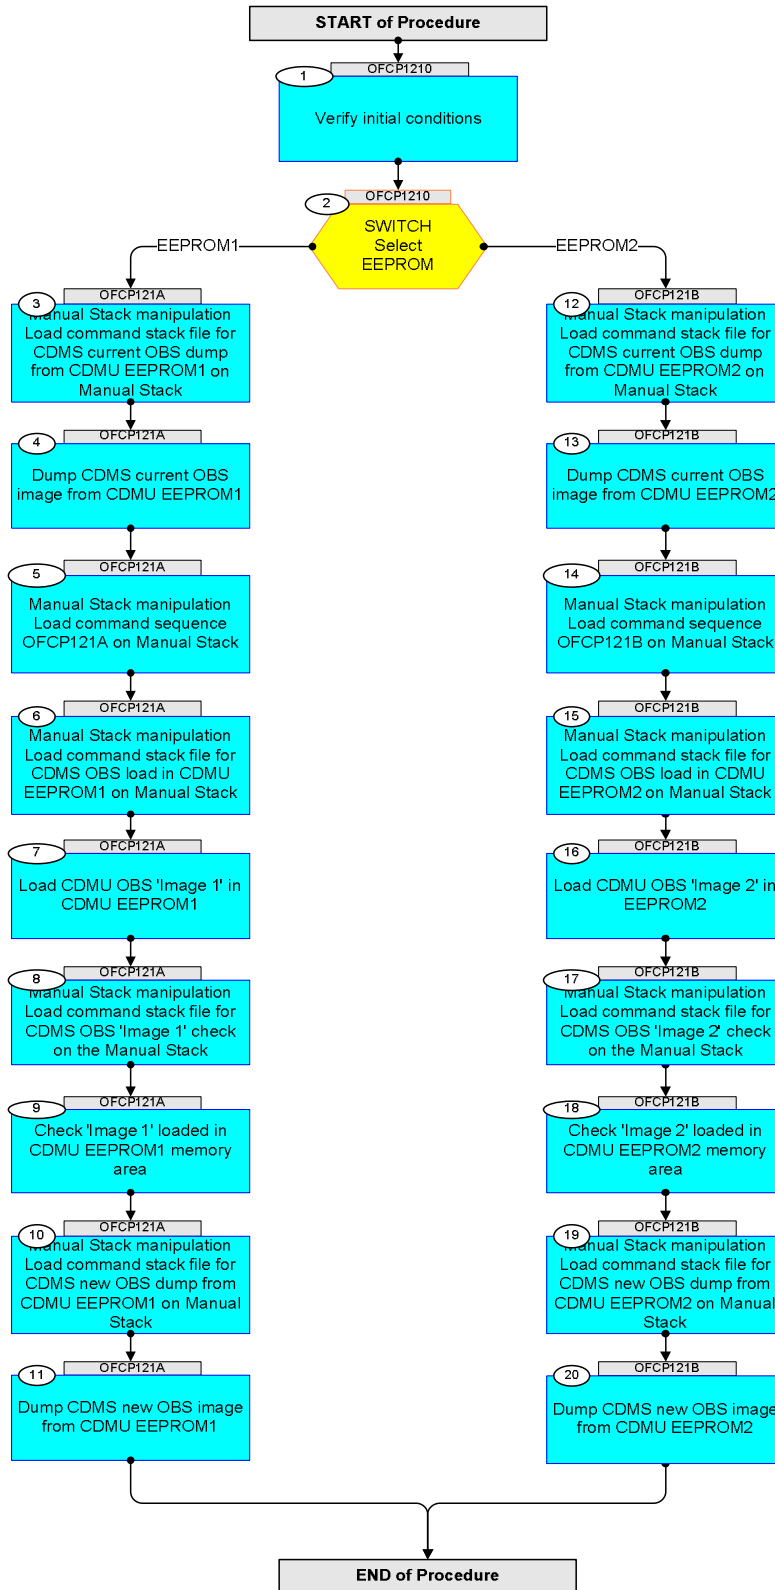 START of Procedure
OFCP1210
1
Verify initial conditions
OFCP1210
2
SWITCH
Select
EEPROM
EEPROM1
EEPROM2
OFCP121A
3
Manual Stack manipulation
Load command stack file for
CDMS current OBS dump
from CDMU EEPROM1 on
Manual Stack
OFCP121A
4
Dump CDMS current OBS
image from CDMU EEPROM1
OFCP121A
5
Manual Stack manipulation
Load command sequence
OFCP121A on Manual Stack
OFCP121A
6
Manual Stack manipulation
Load command stack file for
CDMS OBS load in CDMU
EEPROM1 on Manual Stack
OFCP121A
7
Load CDMU OBS 'Image 1' in
CDMU EEPROM1
OFCP121A
8
Manual Stack manipulation
Load command stack file for
CDMS OBS 'Image 1' check
on the Manual Stack
OFCP121A
9
Check 'Image 1' loaded in
CDMU EEPROM1 memory
area
OFCP121A
10
Manual Stack manipulation
Load command stack file for
CDMS new OBS dump from
CDMU EEPROM1 on Manual
Stack
OFCP121A
11
Dump CDMS new OBS image
from CDMU EEPROM1
OFCP121B
12
Manual Stack manipulation
Load command stack file for
CDMS current OBS dump
from CDMU EEPROM2 on
Manual Stack
OFCP121B
13
Dump CDMS current OBS
image from CDMU EEPROM2
OFCP121B
14
Manual Stack manipulation
Load command sequence
OFCP121B on Manual Stack
OFCP121B
15
Manual Stack manipulation
Load command stack file for
CDMS OBS load in CDMU
EEPROM2 on Manual Stack
OFCP121B
16
Load CDMU OBS 'Image 2' in
EEPROM2
OFCP121B
17
Manual Stack manipulation
Load command stack file for
CDMS OBS 'Image 2' check
on the Manual Stack
OFCP121B
18
Check 'Image 2' loaded in
CDMU EEPROM2 memory
area
OFCP121B
19
Manual Stack manipulation
Load command stack file for
CDMS new OBS dump from
CDMU EEPROM2 on Manual
Stack
OFCP121B
20
Dump CDMS new OBS image
from CDMU EEPROM2
END of Procedure